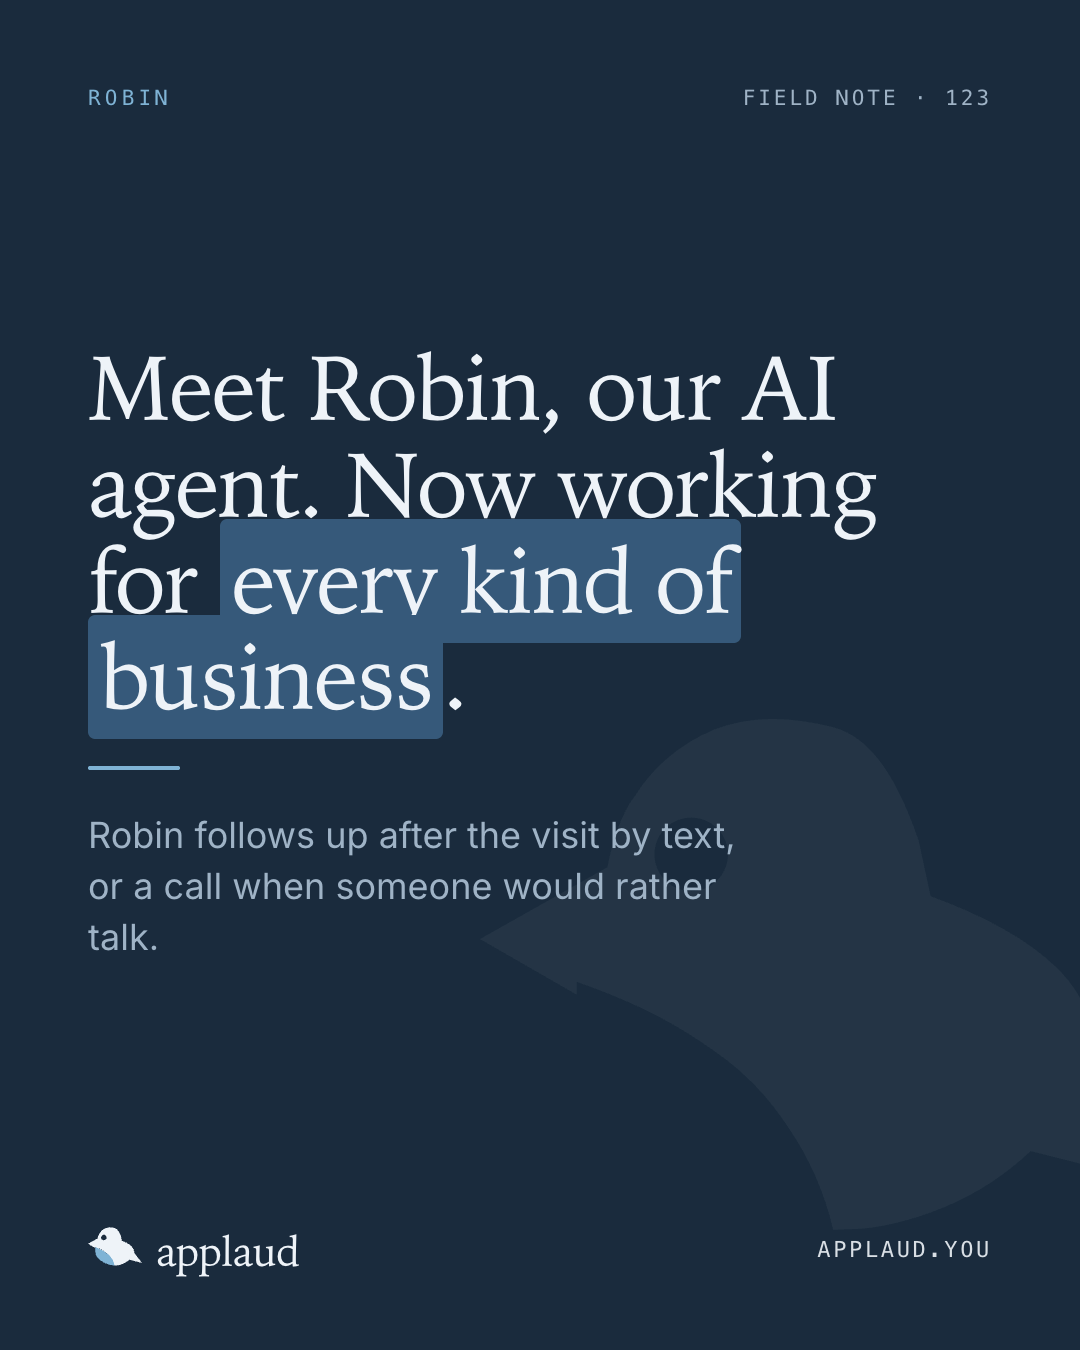 ROBIN
FIELD NOTE · 123
Meet Robin, our AI
agent. Now working
for every kind of
business.
Robin follows up after the visit by text,
or a call when someone would rather
talk.
applaud
APPLAUD.YOU